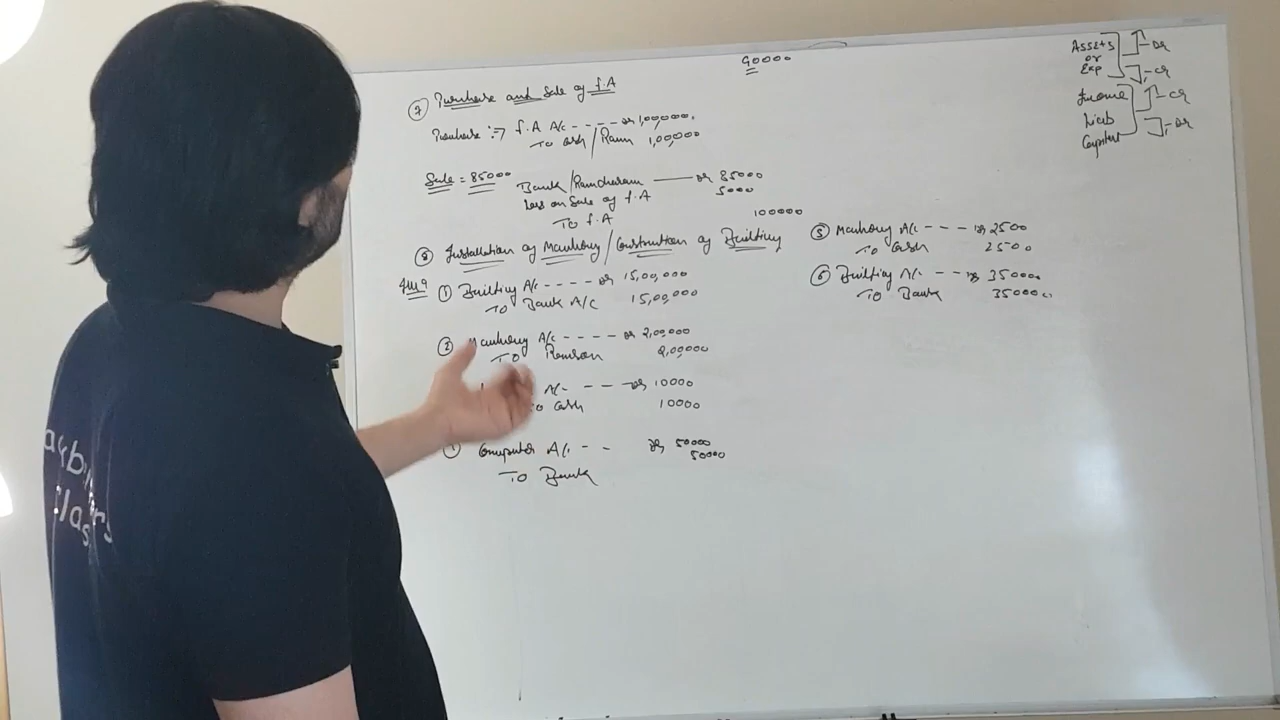 90000
⑦ Purchase and Sale of f.A
Purchase :-> f.A A/c ---- Dr 1,00,000.
To Cash / Ram 1,00,000
Sale = 85000
Bank / Ramcharan —— Dr 85000
Loss on Sale of f.A 5000
To f.A 100000
⑧ Installation of Machinery / Construction of Building
① Building A/c ---- Dr 15,00,000
To Bank A/c 15,00,000
② Machinery A/c ---- Dr 2,00,000
To Ramson 2,00,000
A/c -- Dr 10000
To Cash 10000
Computer A/c -- Dr 50000
To Bank 50000
⑤ Machinery A/c --- Dr 2500
To Cash 2500
⑥ Building A/c -- Dr 350000
To Bank 350000
Assets
or
Exp
Dr
Cr
Income
Liab
Capital
Cr
Dr